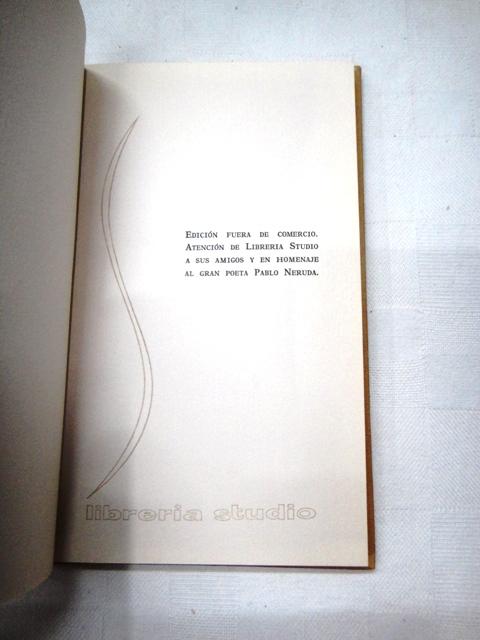 Edición fuera de comercio.
Atención de Libreria Studio
a sus amigos y en homenaje
al gran poeta Pablo Neruda.
libreria studio